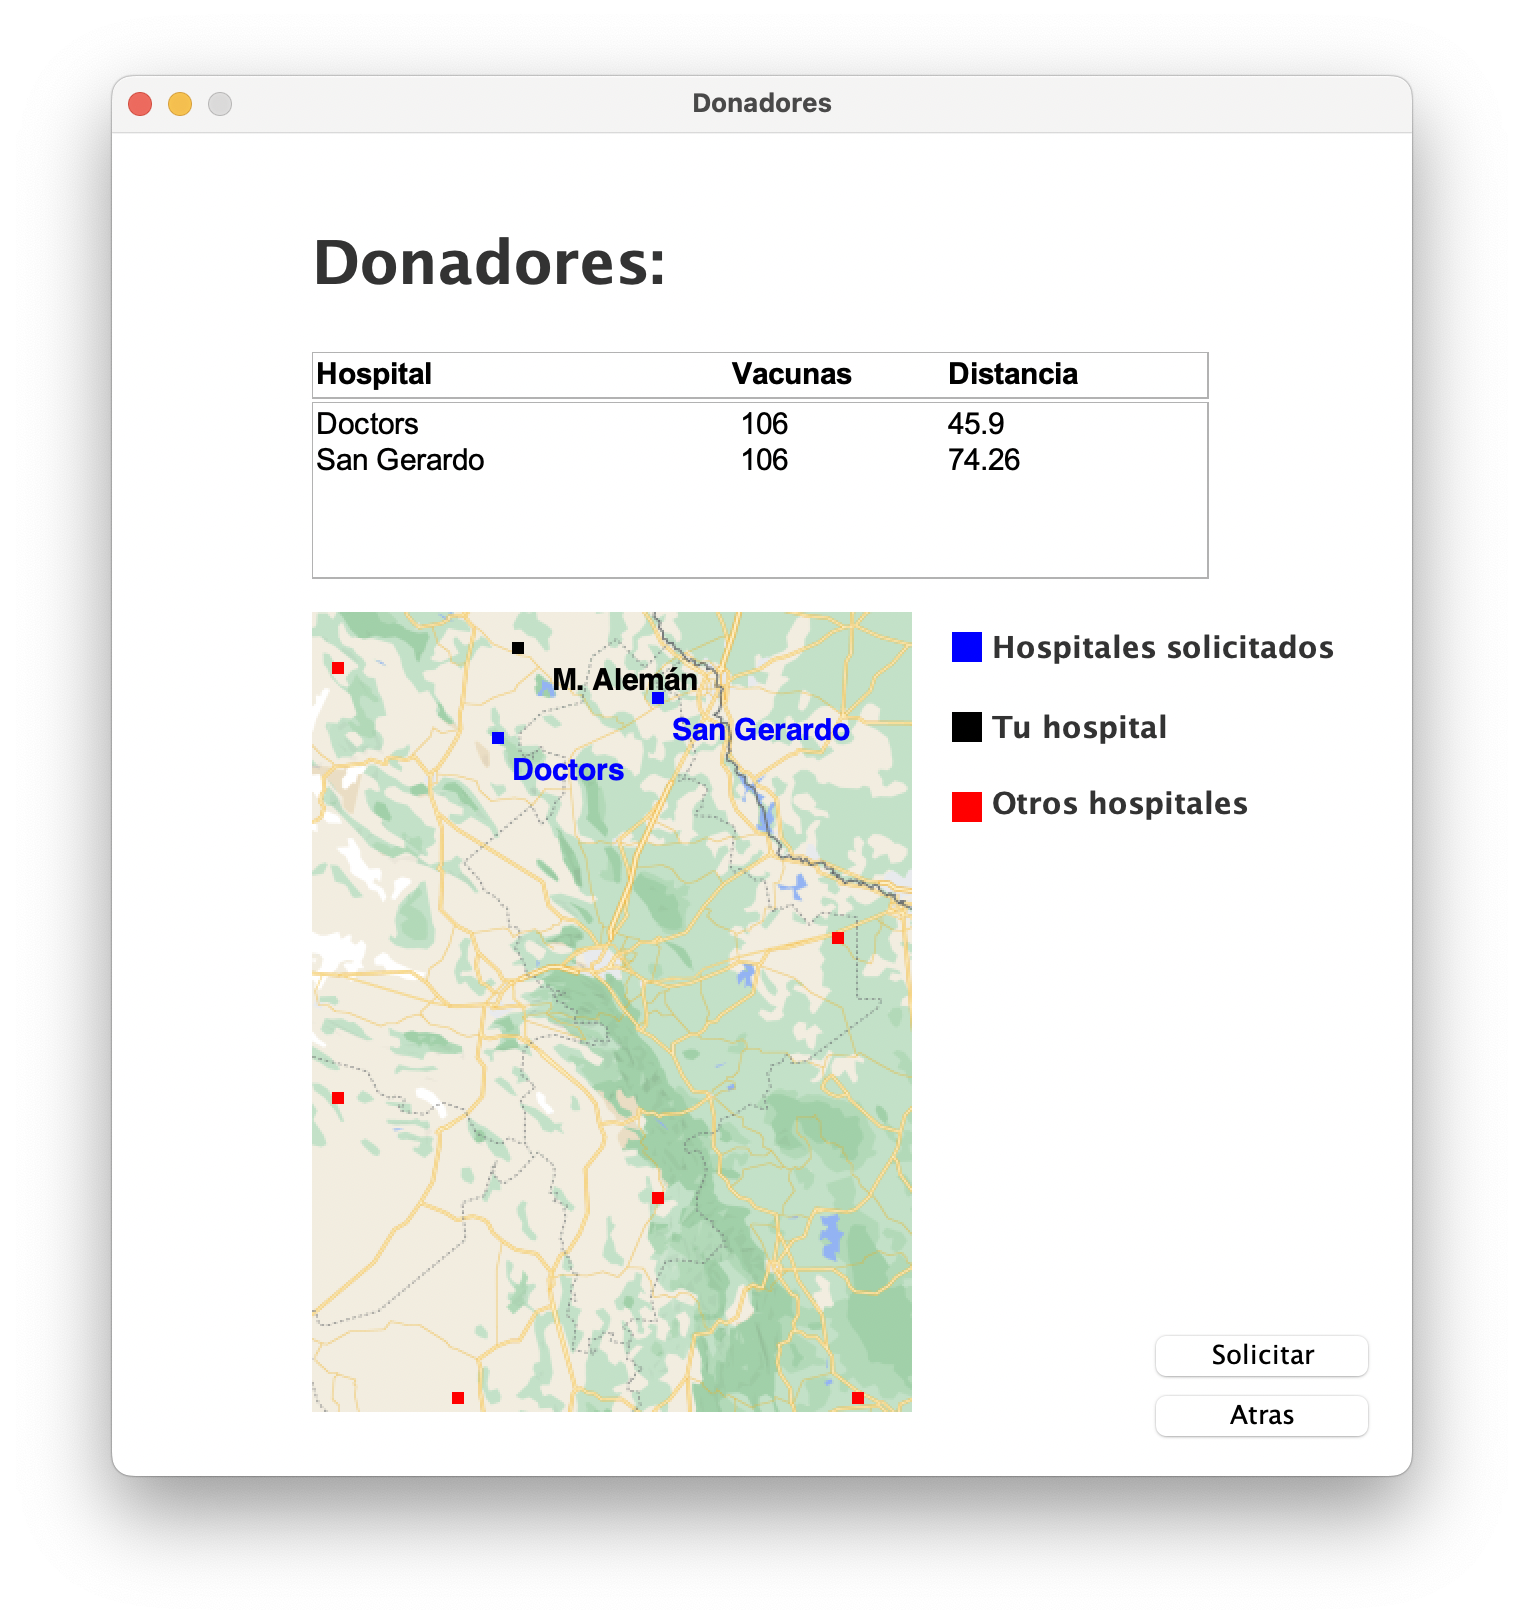 Donadores
Donadores:
Hospital Vacunas Distancia
Doctors 106 45.9
San Gerardo 106 74.26
M. Alemán
San Gerardo
Doctors
Hospitales solicitados
Tu hospital
Otros hospitales
Solicitar
Atras